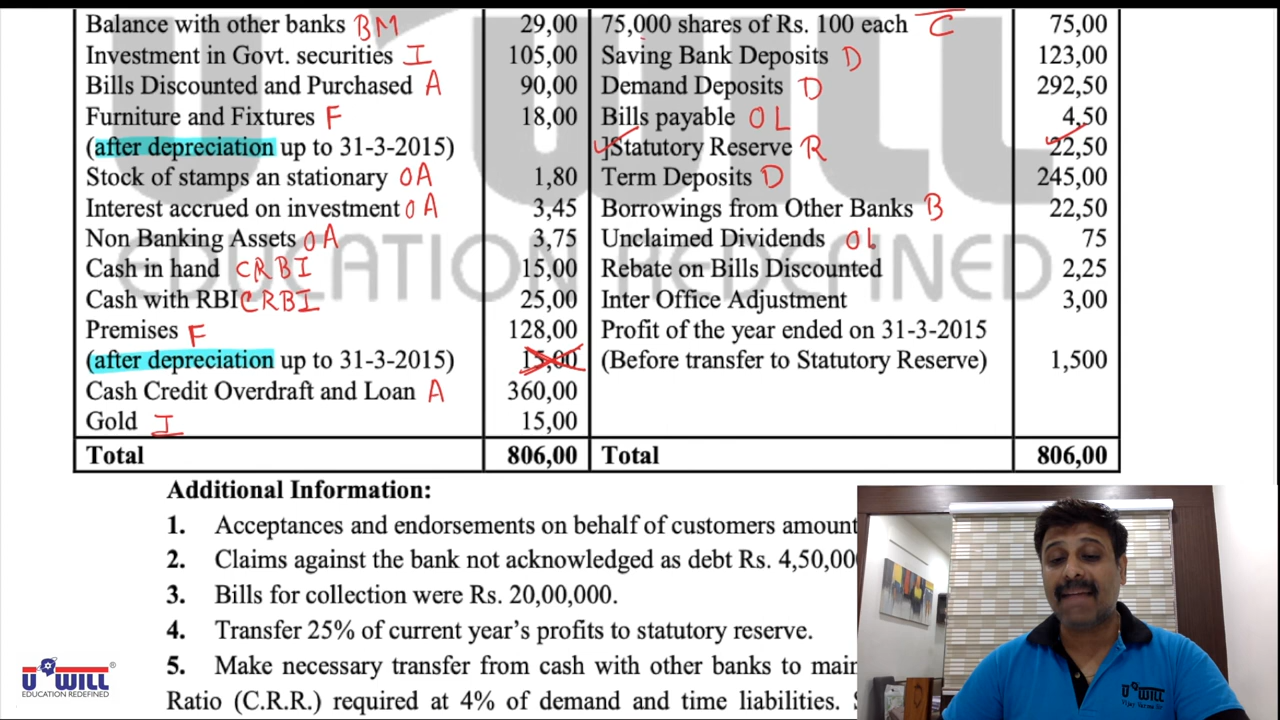 Balance with other banks BM 29,00 75,000 shares of Rs. 100 each C 75,00
Investment in Govt. securities I 105,00 Saving Bank Deposits D 123,00
Bills Discounted and Purchased A 90,00 Demand Deposits D 292,50
Furniture and Fixtures F 18,00 Bills payable OL 4,50
(after depreciation up to 31-3-2015) Statutory Reserve R 22,50
Stock of stamps an stationary OA 1,80 Term Deposits D 245,00
Interest accrued on investment OA 3,45 Borrowings from Other Banks B 22,50
Non Banking Assets OA 3,75 Unclaimed Dividends OL 75
Cash in hand CRBI 15,00 Rebate on Bills Discounted 2,25
Cash with RBI CRBI 25,00 Inter Office Adjustment 3,00
Premises F 128,00 Profit of the year ended on 31-3-2015
(after depreciation up to 31-3-2015) 15,00 (Before transfer to Statutory Reserve) 1,500
Cash Credit Overdraft and Loan A 360,00
Gold I 15,00
Total 806,00 Total 806,00
Additional Information:
1. Acceptances and endorsements on behalf of customers amount
2. Claims against the bank not acknowledged as debt Rs. 4,50,00
3. Bills for collection were Rs. 20,00,000.
4. Transfer 25% of current year's profits to statutory reserve.
5. Make necessary transfer from cash with other banks to main
Ratio (C.R.R.) required at 4% of demand and time liabilities.
U WILL
EDUCATION REDEFINED
U WILL
EDUCATION REDEFINED
U WILL